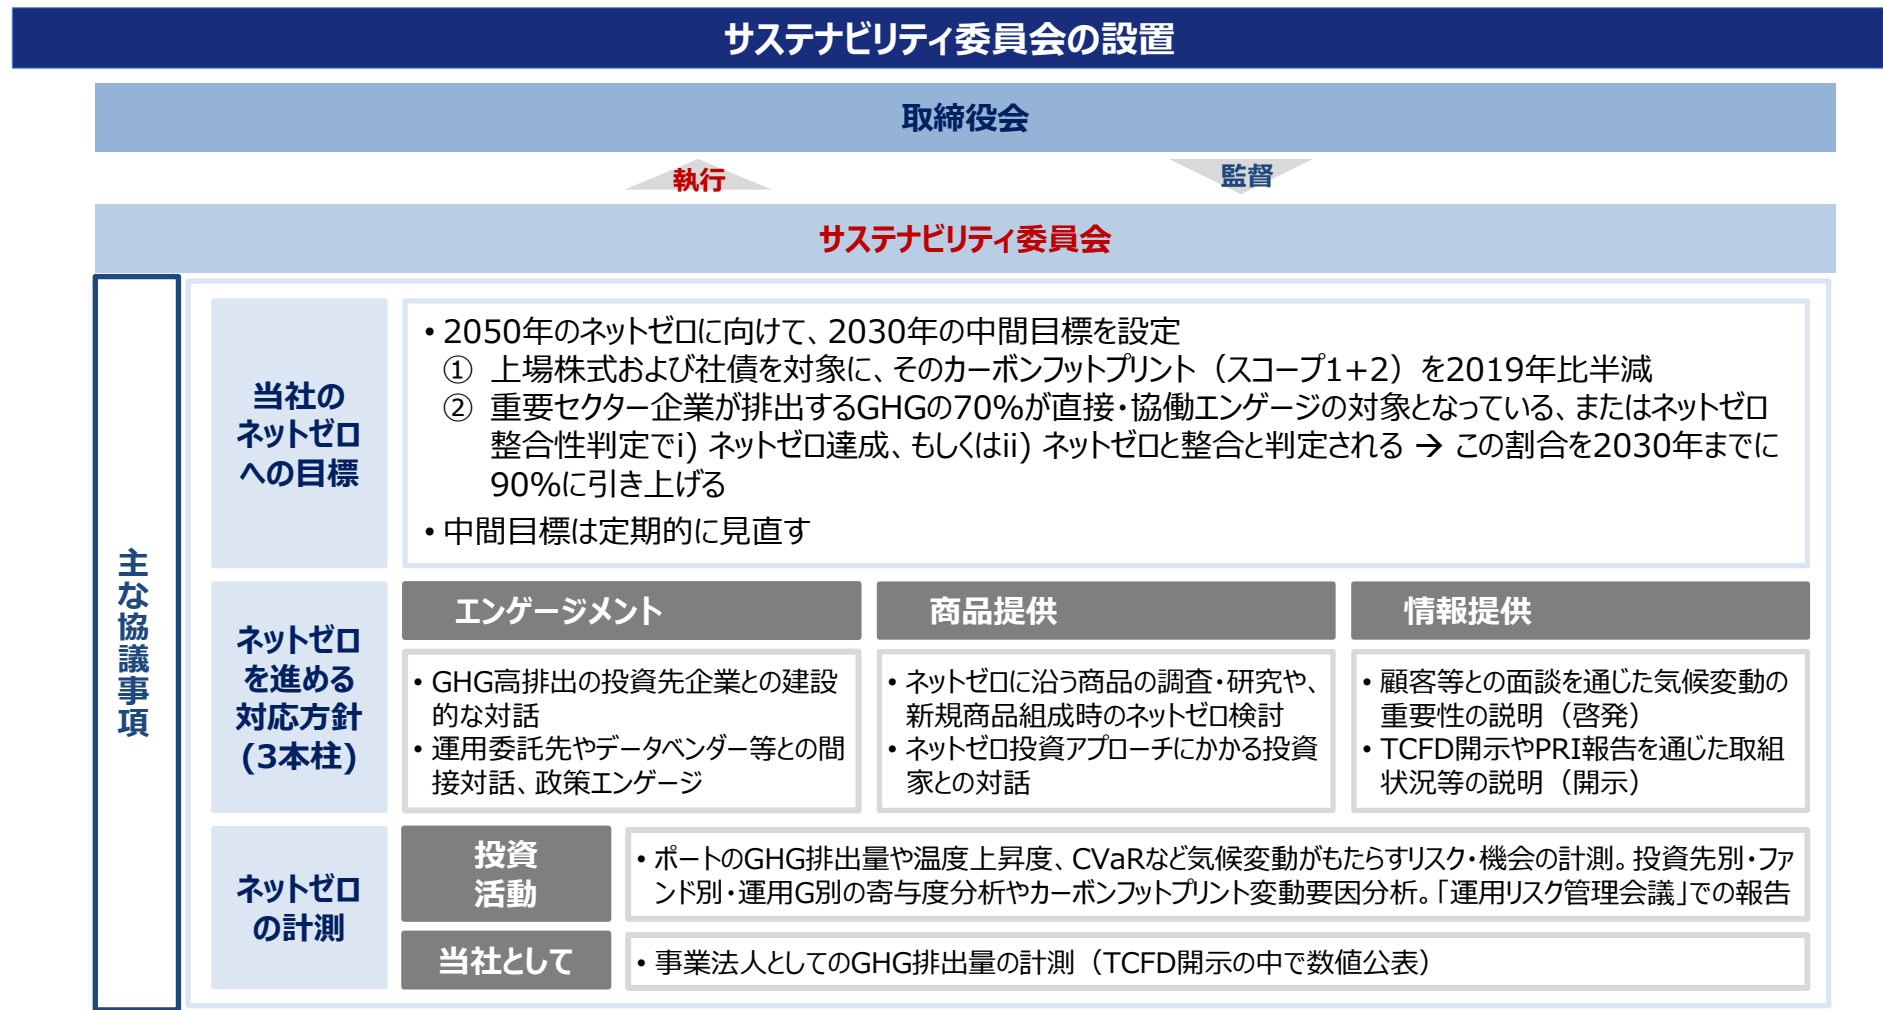 サステナビリティ委員会の設置
取締役会
執行
監督
サステナビリティ委員会
主な協議事項
当社の
ネットゼロ
への目標
• 2050年のネットゼロに向けて、2030年の中間目標を設定
① 上場株式および社債を対象に、そのカーボンフットプリント（スコープ1+2）を2019年比半減
② 重要セクター企業が排出するGHGの70%が直接・協働エンゲージの対象となっている、またはネットゼロ
整合性判定でi) ネットゼロ達成、もしくはii) ネットゼロと整合と判定される → この割合を2030年までに
90%に引き上げる
• 中間目標は定期的に見直す
ネットゼロ
を進める
対応方針
(3本柱)
エンゲージメント
• GHG高排出の投資先企業との建設
的な対話
• 運用委託先やデータベンダー等との間
接対話、政策エンゲージ
商品提供
• ネットゼロに沿う商品の調査・研究や、
新規商品組成時のネットゼロ検討
• ネットゼロ投資アプローチにかかる投資
家との対話
情報提供
• 顧客等との面談を通じた気候変動の
重要性の説明（啓発）
• TCFD開示やPRI報告を通じた取組
状況等の説明（開示）
ネットゼロ
の計測
投資
活動
• ポートのGHG排出量や温度上昇度、CVaRなど気候変動がもたらすリスク・機会の計測。投資先別・ファ
ンド別・運用G別の寄与度分析やカーボンフットプリント変動要因分析。「運用リスク管理会議」での報告
当社として
• 事業法人としてのGHG排出量の計測（TCFD開示の中で数値公表）